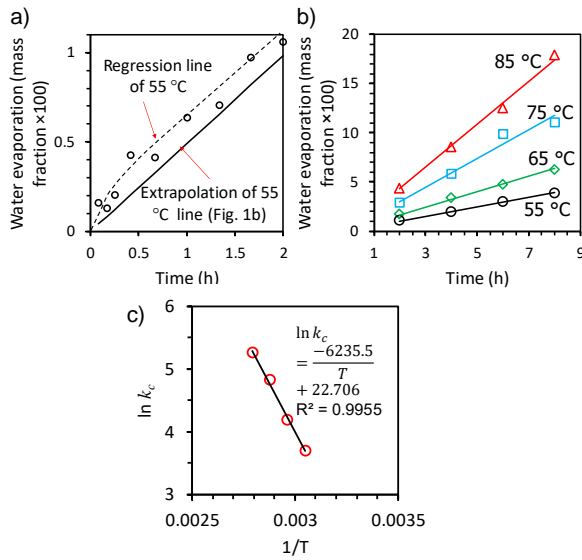 a)
Water evaporation (mass
fraction ×100)
1
0.5
0
Regression line
of 55 °C
Extrapolation of 55
°C line (Fig. 1b)
0 0.5 1 1.5 2
Time (h)
b)
Water evaporation (mass
fraction ×100)
20
15
10
5
0
85 °C
75 °C
65 °C
55 °C
1 3 5 7 9
Time (h)
c)
ln k_c
6
5
4
3
ln k_c
= −6235.5/T
+ 22.706
R² = 0.9955
0.0025 0.003 0.0035
1/T